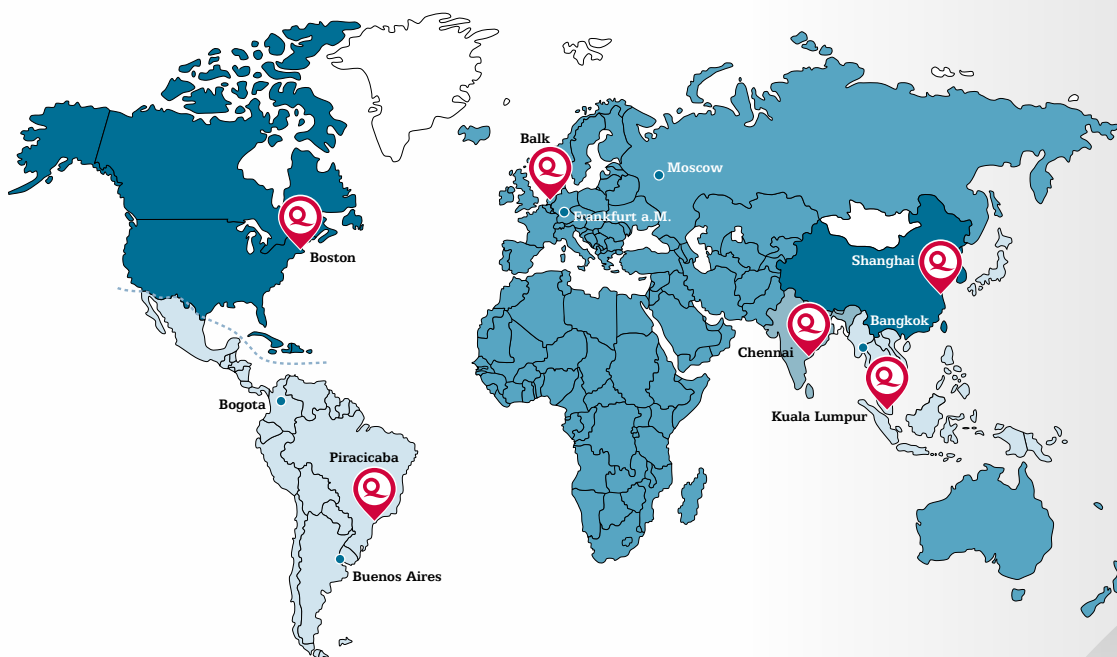 Balk
Moscow
Frankfurt a.M.
Boston
Shanghai
Bangkok
Chennai
Bogota
Kuala Lumpur
Piracicaba
Buenos Aires